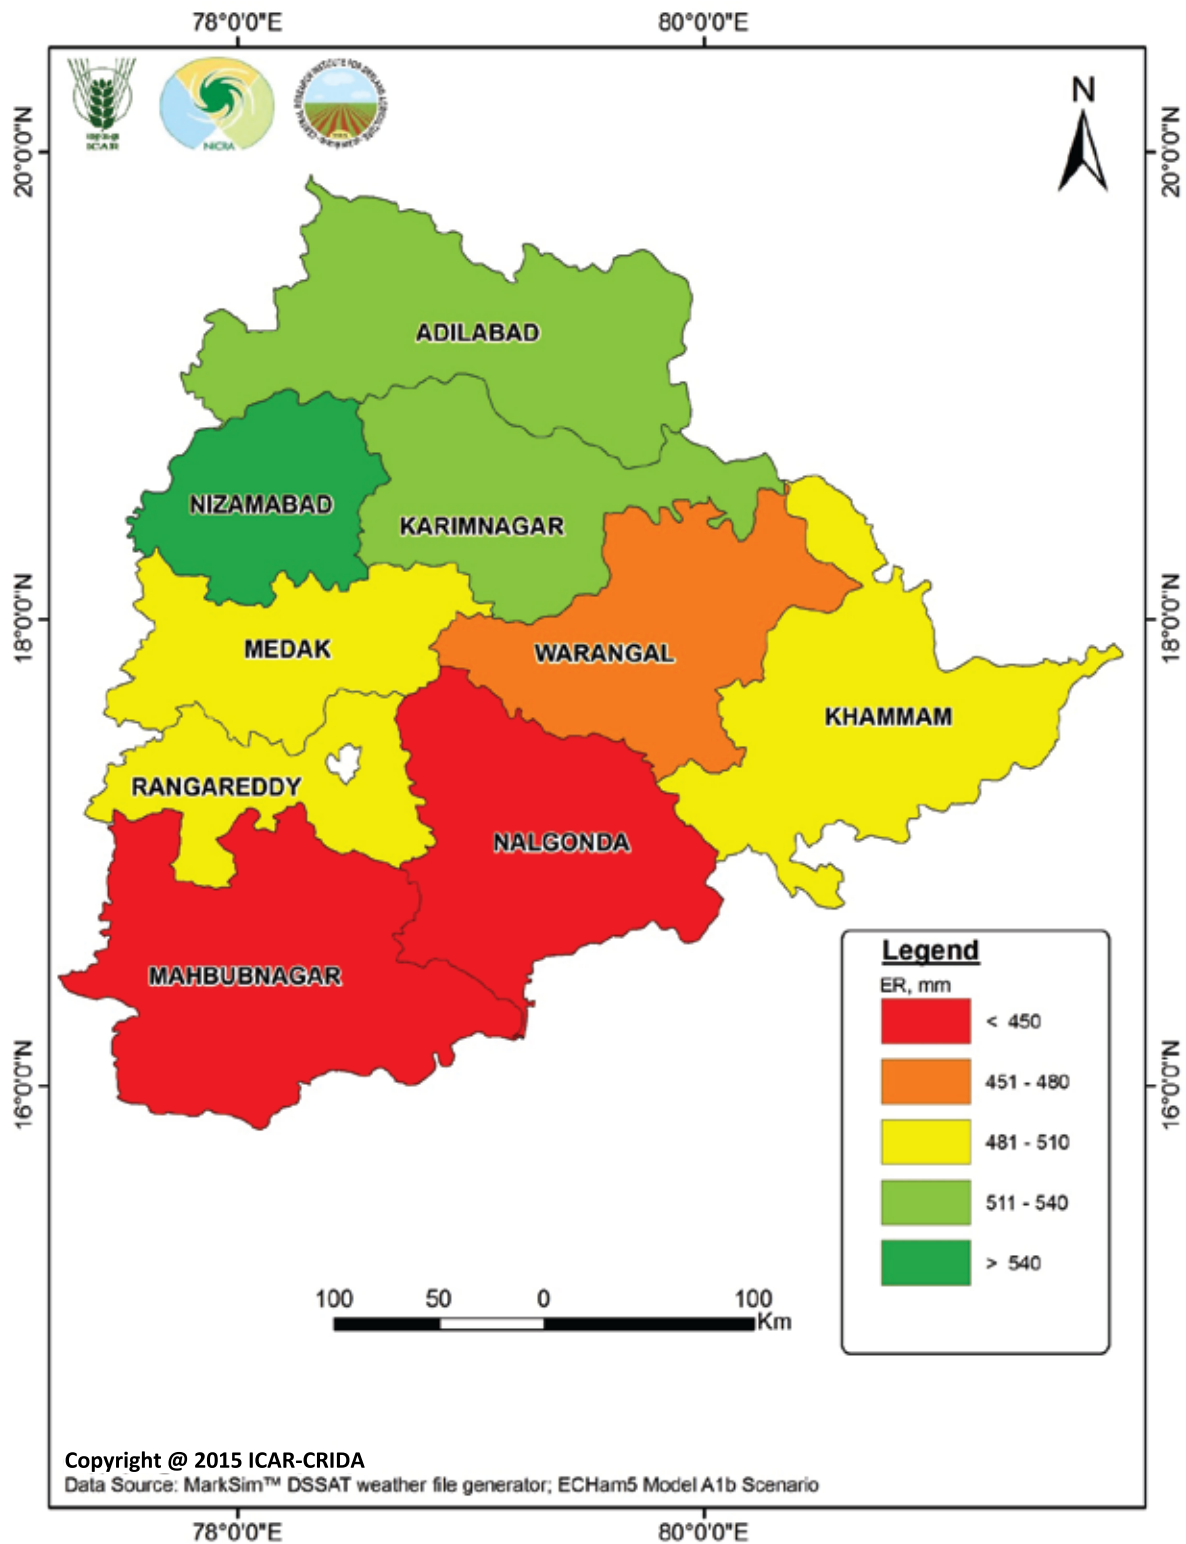 78°0'0"E 80°0'0"E
20°0'0"N 20°0'0"N
ICAR
NICRA
N
ADILABAD
NIZAMABAD
KARIMNAGAR
18°0'0"N 18°0'0"N
MEDAK
WARANGAL
KHAMMAM
RANGAREDDY
NALGONDA
MAHBUBNAGAR
16°0'0"N 16°0'0"N
Legend
ER, mm
< 450
451 - 480
481 - 510
511 - 540
> 540
100 50 0 100
Km
Copyright @ 2015 ICAR-CRIDA
Data Source: MarkSim™ DSSAT weather file generator; ECHam5 Model A1b Scenario
78°0'0"E 80°0'0"E